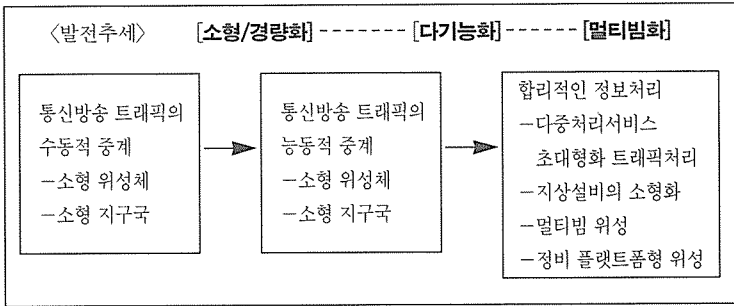 〈발전추세〉 [소형/경량화] ------- [다기능화] ------ [멀티빔화]
통신방송 트래픽의
수동적 중계
–소형 위성체
–소형 지구국
통신방송 트래픽의
능동적 중계
–소형 위성체
–소형 지구국
합리적인 정보처리
–다중처리서비스
초대형화 트래픽처리
–지상설비의 소형화
–멀티빔 위성
–정비 플랫트폼형 위성